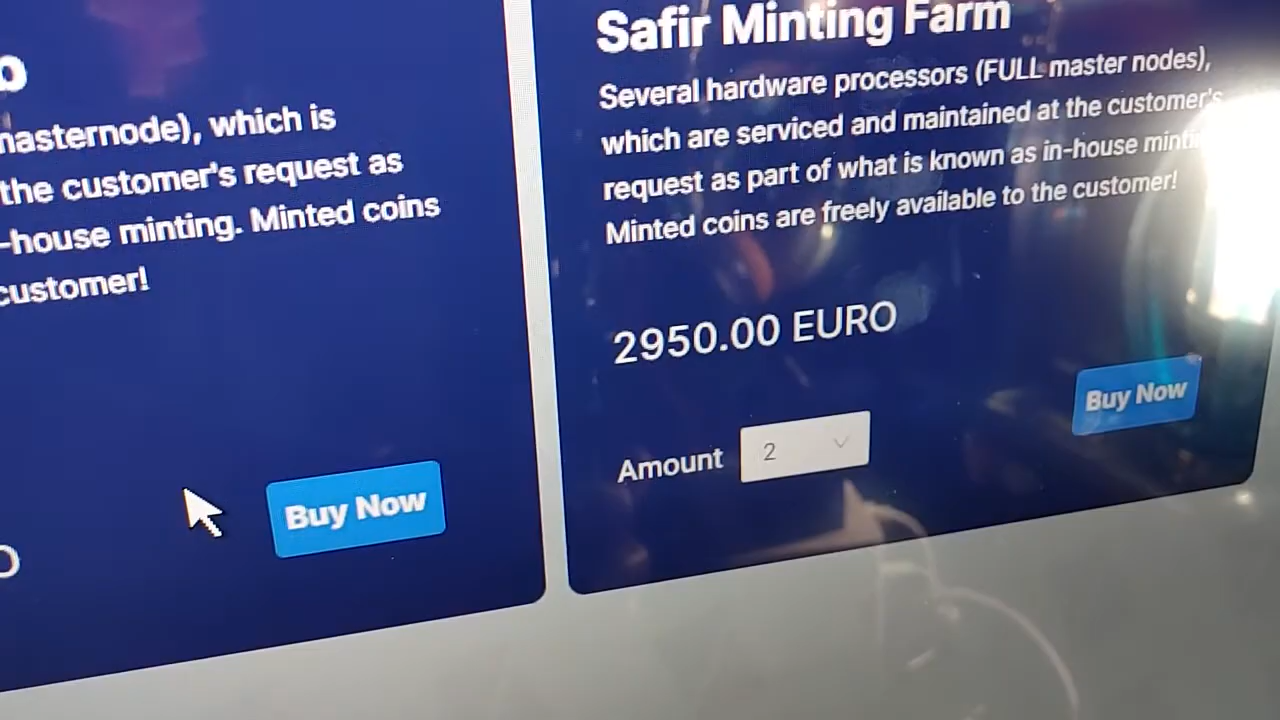 masternode), which is
the customer's request as
-house minting. Minted coins
customer!
Buy Now
Safir Minting Farm
Several hardware processors (FULL master nodes),
which are serviced and maintained at the customer's
request as part of what is known as in-house minting
Minted coins are freely available to the customer!
2950.00 EURO
Amount 2
Buy Now